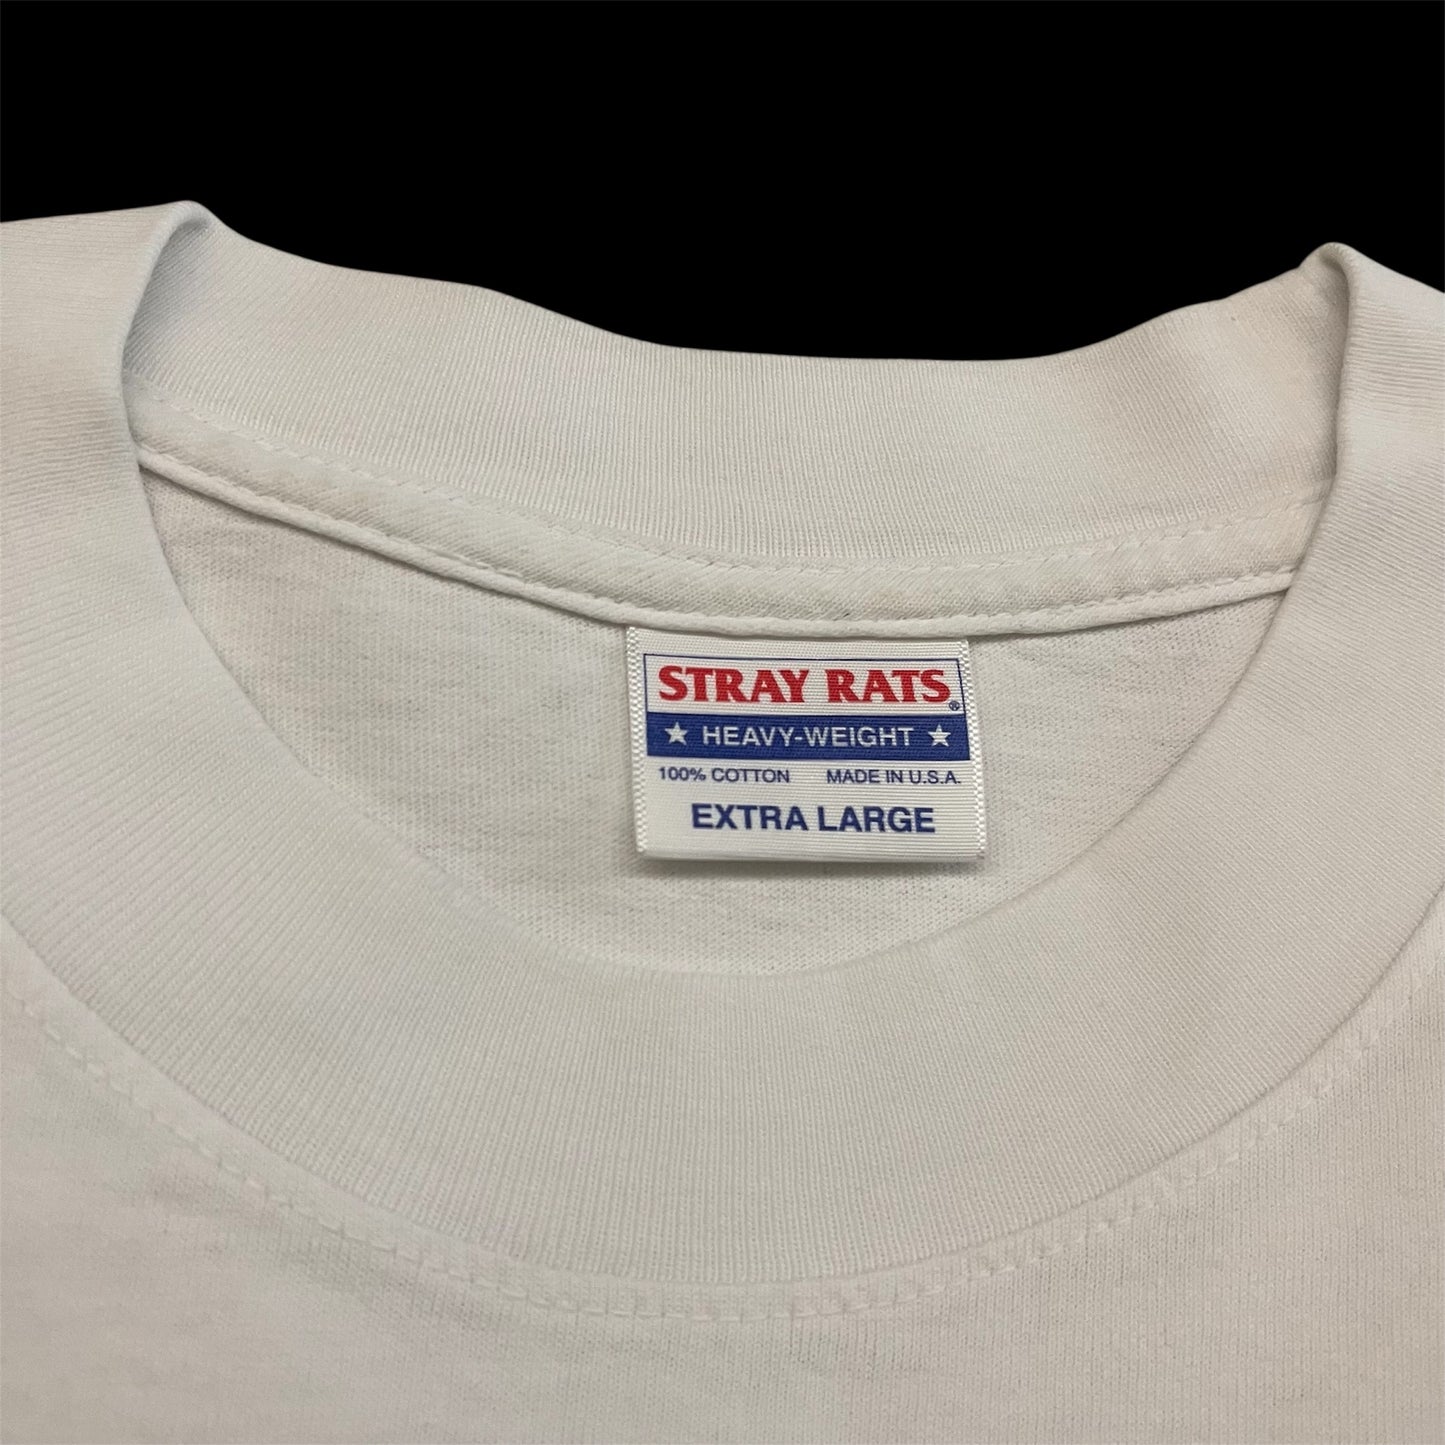 STRAY RATS®
★ HEAVY-WEIGHT ★
100% COTTON MADE IN U.S.A.
EXTRA LARGE